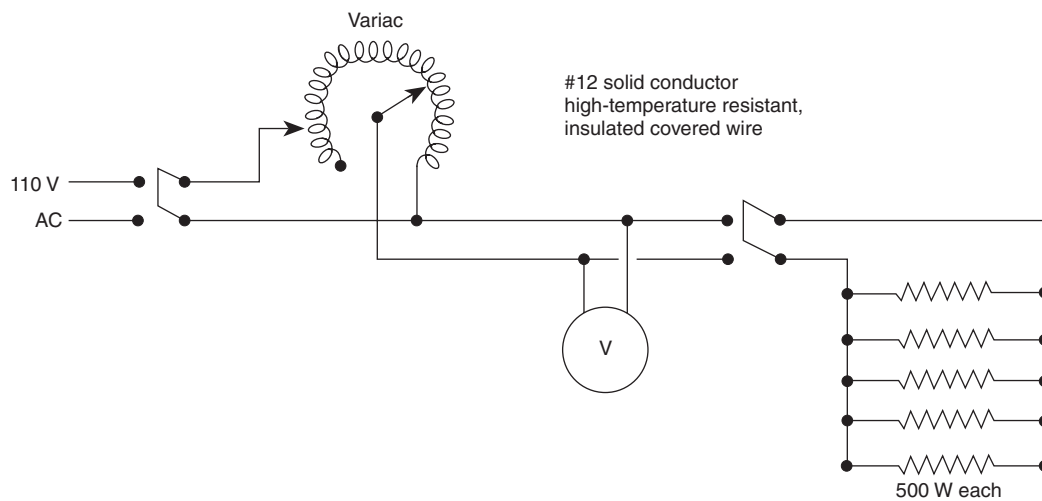 Variac
#12 solid conductor
high-temperature resistant,
insulated covered wire
110 V
AC
V
500 W each